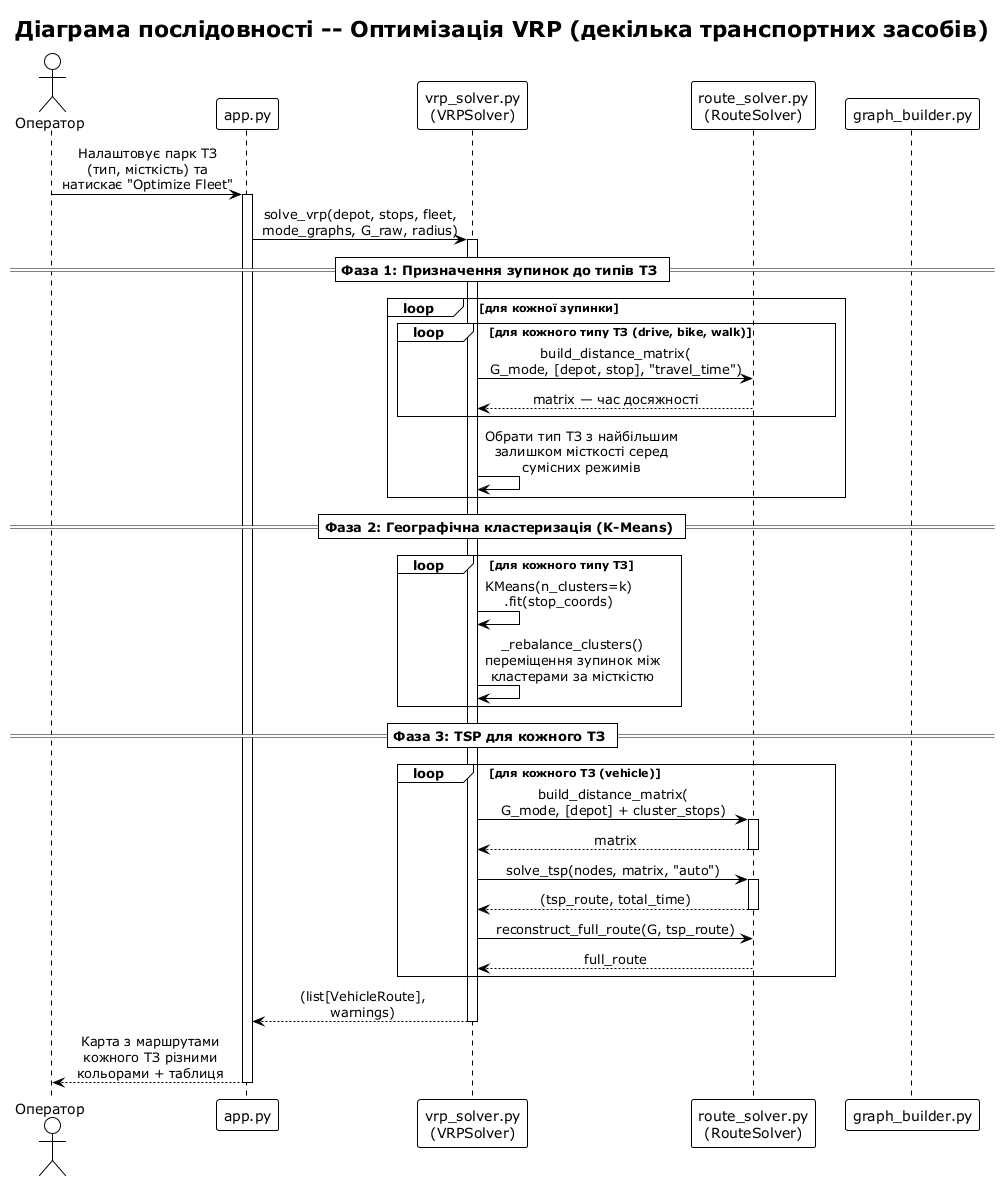 Діаграма послідовності -- Оптимізація VRP (декілька транспортних засобів)
Оператор
app.py
vrp_solver.py
(VRPSolver)
route_solver.py
(RouteSolver)
graph_builder.py
Налаштовує парк ТЗ
(тип, місткість) та
натискає "Optimize Fleet"
solve_vrp(depot, stops, fleet,
mode_graphs, G_raw, radius)
Фаза 1: Призначення зупинок до типів ТЗ
loop [для кожної зупинки]
loop [для кожного типу ТЗ (drive, bike, walk)]
build_distance_matrix(
G_mode, [depot, stop], "travel_time")
matrix — час досяжності
Обрати тип ТЗ з найбільшим
залишком місткості серед
сумісних режимів
Фаза 2: Географічна кластеризація (K-Means)
loop [для кожного типу ТЗ]
KMeans(n_clusters=k)
.fit(stop_coords)
_rebalance_clusters()
переміщення зупинок між
кластерами за місткістю
Фаза 3: TSP для кожного ТЗ
loop [для кожного ТЗ (vehicle)]
build_distance_matrix(
G_mode, [depot] + cluster_stops)
matrix
solve_tsp(nodes, matrix, "auto")
(tsp_route, total_time)
reconstruct_full_route(G, tsp_route)
full_route
(list[VehicleRoute],
warnings)
Карта з маршрутами
кожного ТЗ різними
кольорами + таблиця
Оператор
app.py
vrp_solver.py
(VRPSolver)
route_solver.py
(RouteSolver)
graph_builder.py